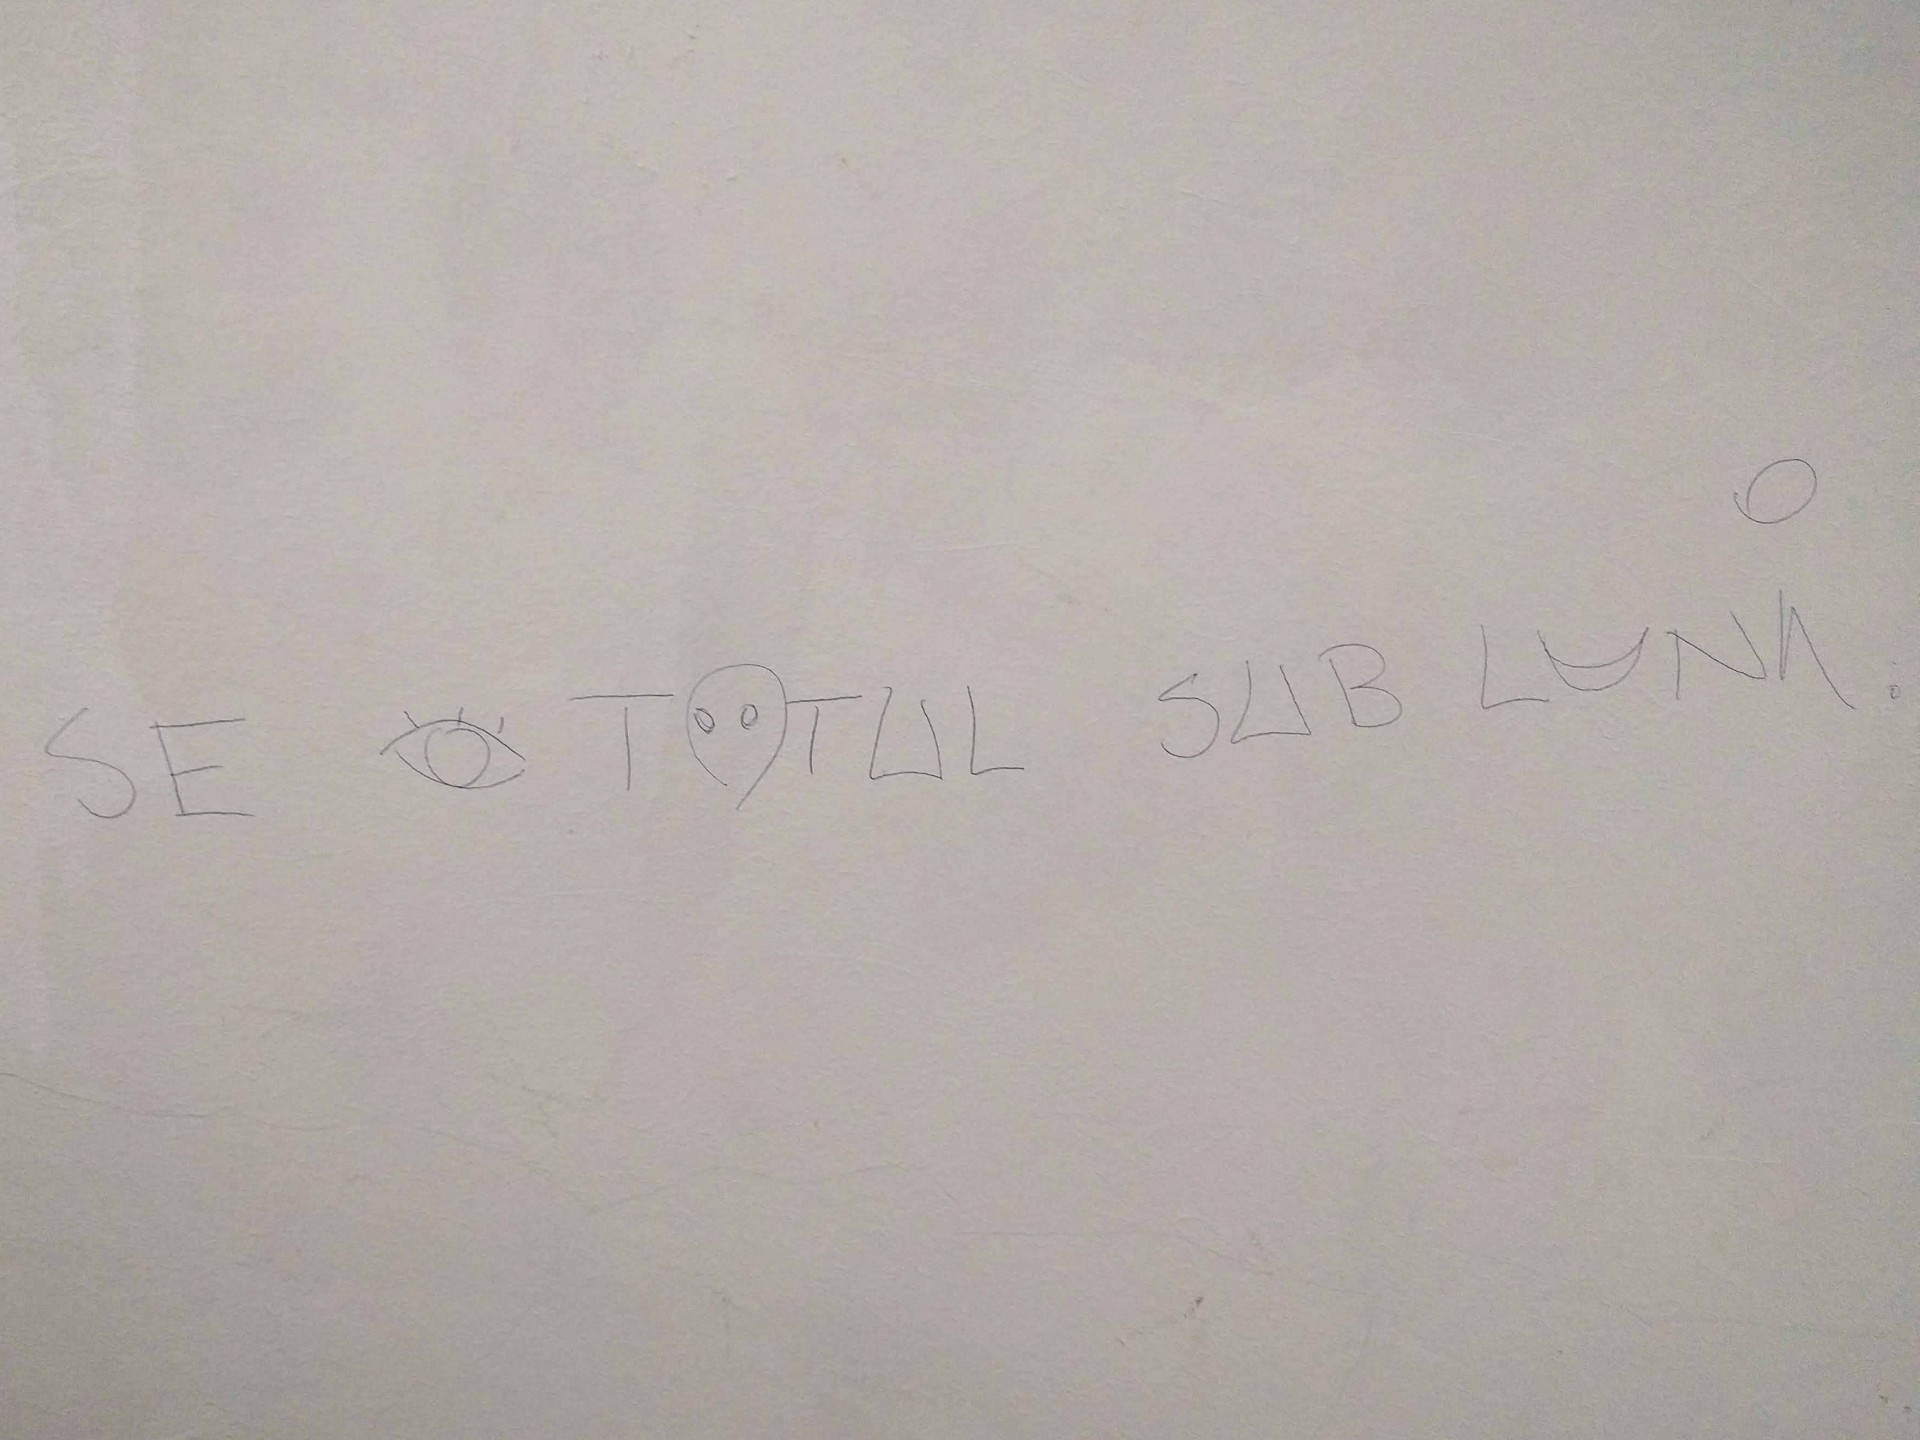 SE 👁 TOTUL SUB LUNA.